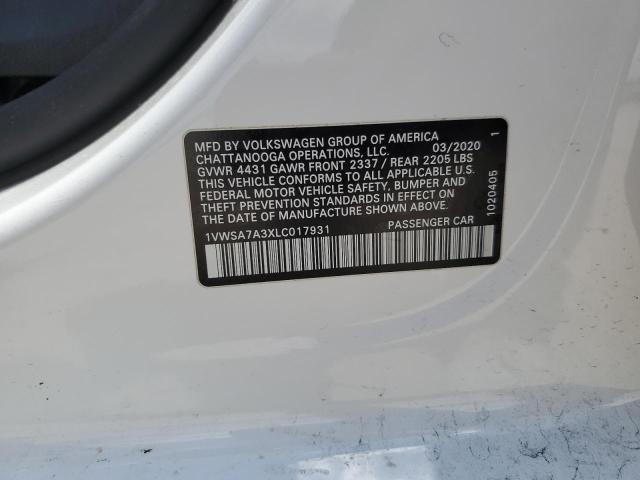 MFD BY VOLKSWAGEN GROUP OF AMERICA
CHATTANOOGA OPERATIONS, LLC. 03/2020
GVWR 4431 GAWR FRONT 2337 / REAR 2205 LBS
THIS VEHICLE CONFORMS TO ALL APPLICABLE U.S.
FEDERAL MOTOR VEHICLE SAFETY, BUMPER AND
THEFT PREVENTION STANDARDS IN EFFECT ON THE
DATE OF MANUFACTURE SHOWN ABOVE.
1VWSA7A3XLC017931 PASSENGER CAR
1020405 1